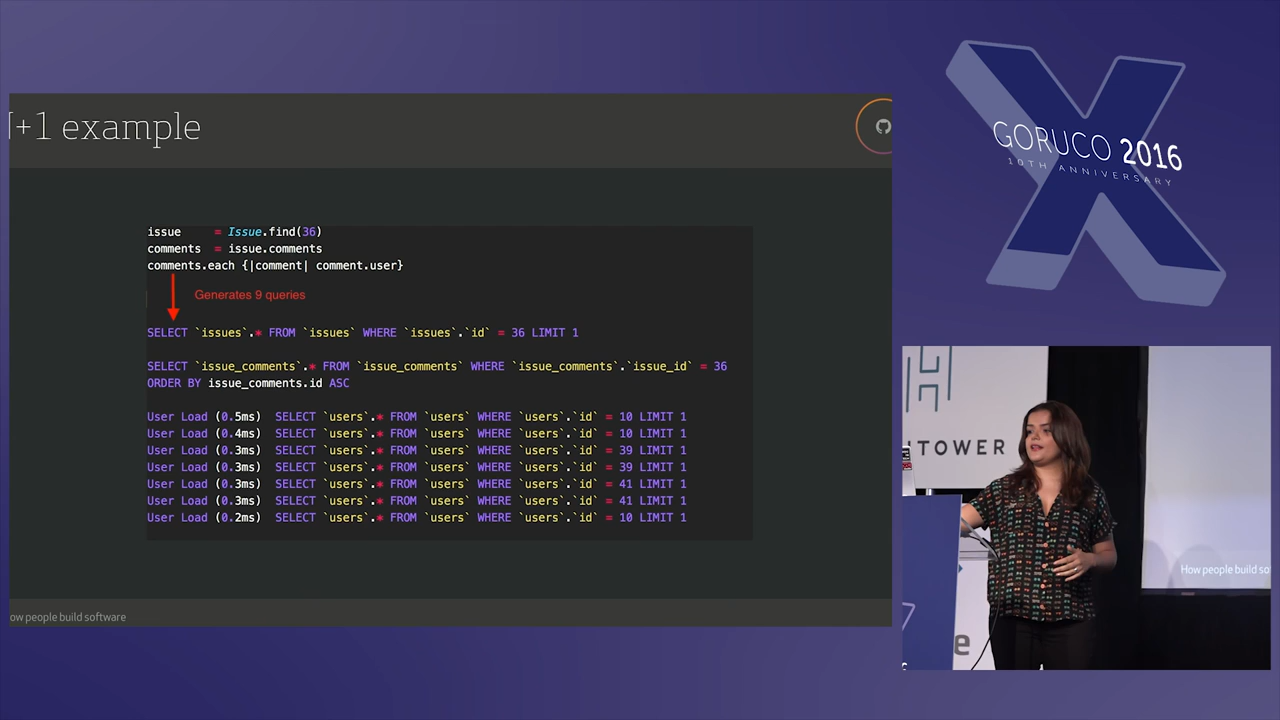 +1 example
issue = Issue.find(36)
comments = issue.comments
comments.each {|comment| comment.user}
Generates 9 queries
SELECT `issues`.* FROM `issues` WHERE `issues`.`id` = 36 LIMIT 1
SELECT `issue_comments`.* FROM `issue_comments` WHERE `issue_comments`.`issue_id` = 36
ORDER BY issue_comments.id ASC
User Load (0.5ms) SELECT `users`.* FROM `users` WHERE `users`.`id` = 10 LIMIT 1
User Load (0.4ms) SELECT `users`.* FROM `users` WHERE `users`.`id` = 10 LIMIT 1
User Load (0.3ms) SELECT `users`.* FROM `users` WHERE `users`.`id` = 39 LIMIT 1
User Load (0.3ms) SELECT `users`.* FROM `users` WHERE `users`.`id` = 39 LIMIT 1
User Load (0.3ms) SELECT `users`.* FROM `users` WHERE `users`.`id` = 41 LIMIT 1
User Load (0.3ms) SELECT `users`.* FROM `users` WHERE `users`.`id` = 41 LIMIT 1
User Load (0.2ms) SELECT `users`.* FROM `users` WHERE `users`.`id` = 10 LIMIT 1
ow people build software
GORUCO 2016
10TH ANNIVERSARY
TOWER
How people build so
e